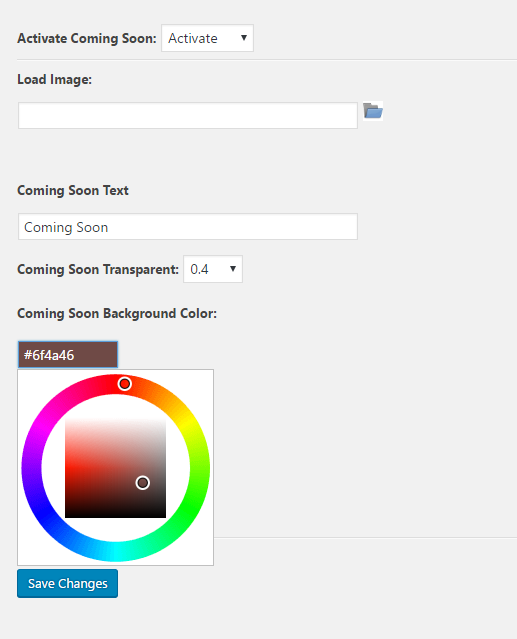 Activate Coming Soon: Activate
Load Image:
Coming Soon Text
Coming Soon
Coming Soon Transparent: 0.4
Coming Soon Background Color:
#6f4a46
Save Changes